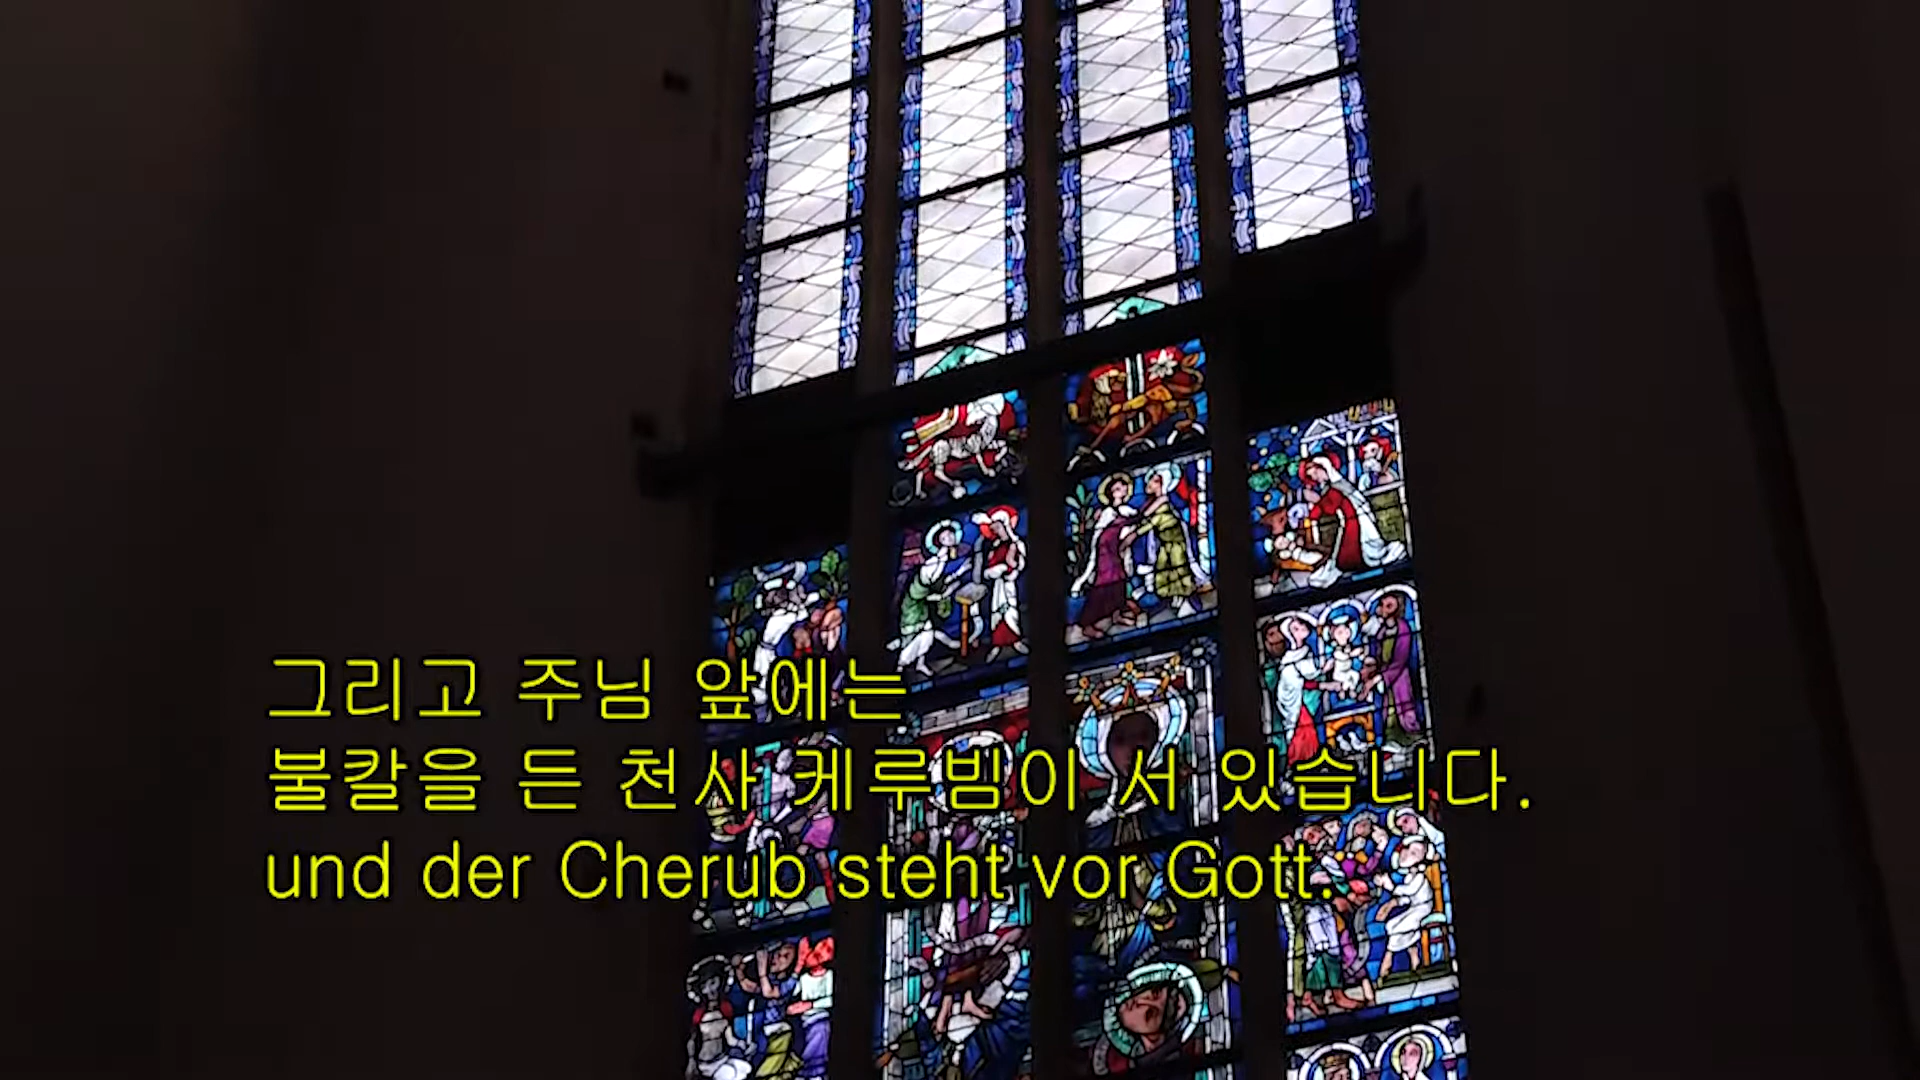 그리고 주님 앞에는
불칼을 든 천사 케루빔이 서 있습니다.
und der Cherub steht vor Gott.